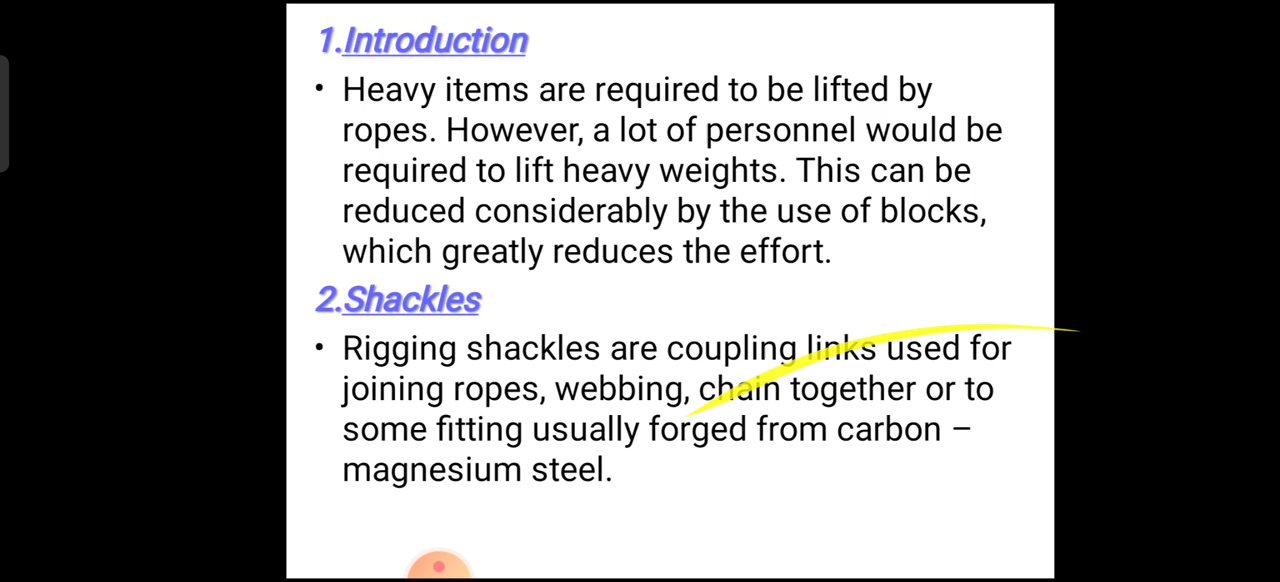 1.Introduction
• Heavy items are required to be lifted by
ropes. However, a lot of personnel would be
required to lift heavy weights. This can be
reduced considerably by the use of blocks,
which greatly reduces the effort.
2.Shackles
• Rigging shackles are coupling links used for
joining ropes, webbing, chain together or to
some fitting usually forged from carbon –
magnesium steel.